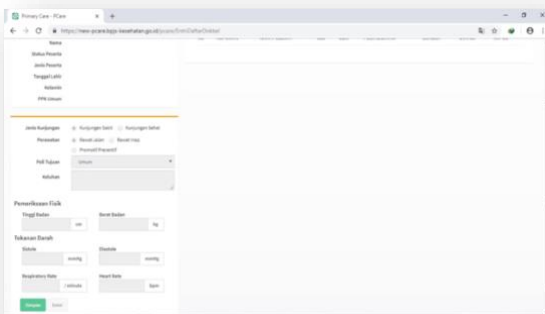 Primary Care - PCare
https://new-pcare.bpjs-kesehatan.go.id/pcare/EntriDaftarDokkel
Nama
Status Peserta
Jenis Peserta
Tanggal Lahir
Kelamin
PPK Umum
Jenis Kunjungan Kunjungan Sakit Kunjungan Sehat
Perawatan Rawat Jalan Rawat Inap
Promotif Preventif
Poli Tujuan Umum
Keluhan
Pemeriksaan Fisik
Tinggi Badan Berat Badan
cm kg
Tekanan Darah
Sistole Diastole
mmHg mmHg
Respiratory Rate Heart Rate
/ minute bpm
Simpan Batal